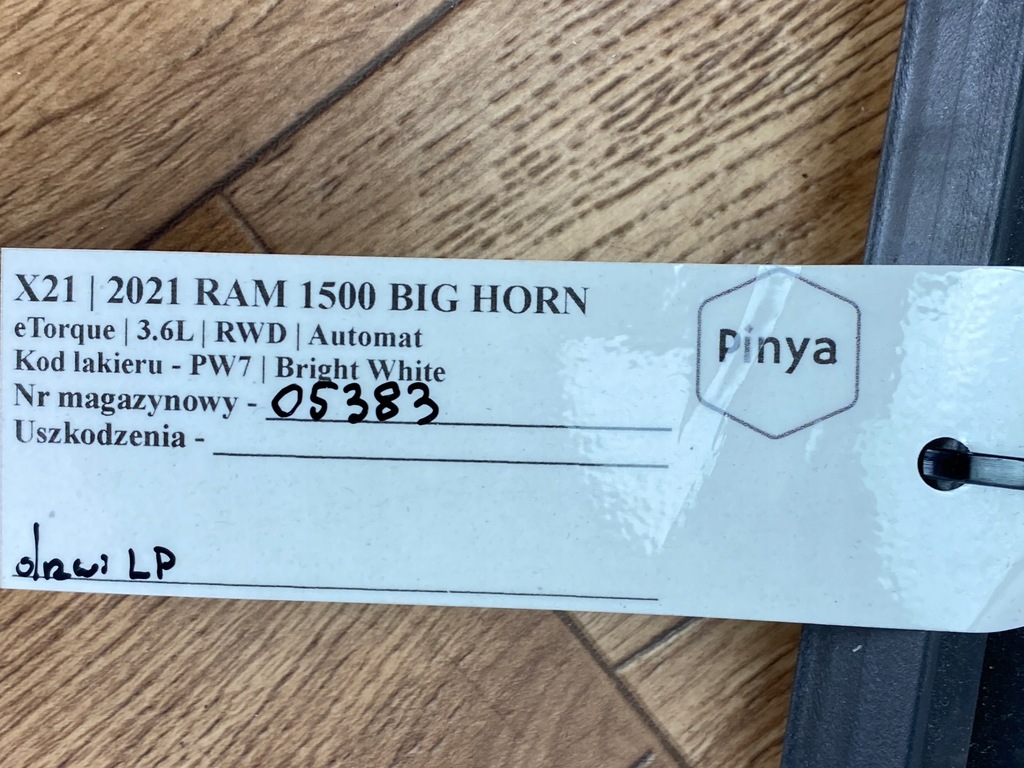 X21 | 2021 RAM 1500 BIG HORN
eTorque | 3.6L | RWD | Automat
Kod lakieru - PW7 | Bright White
Nr magazynowy - 05383
Uszkodzenia -
drzwi LP
Pinya